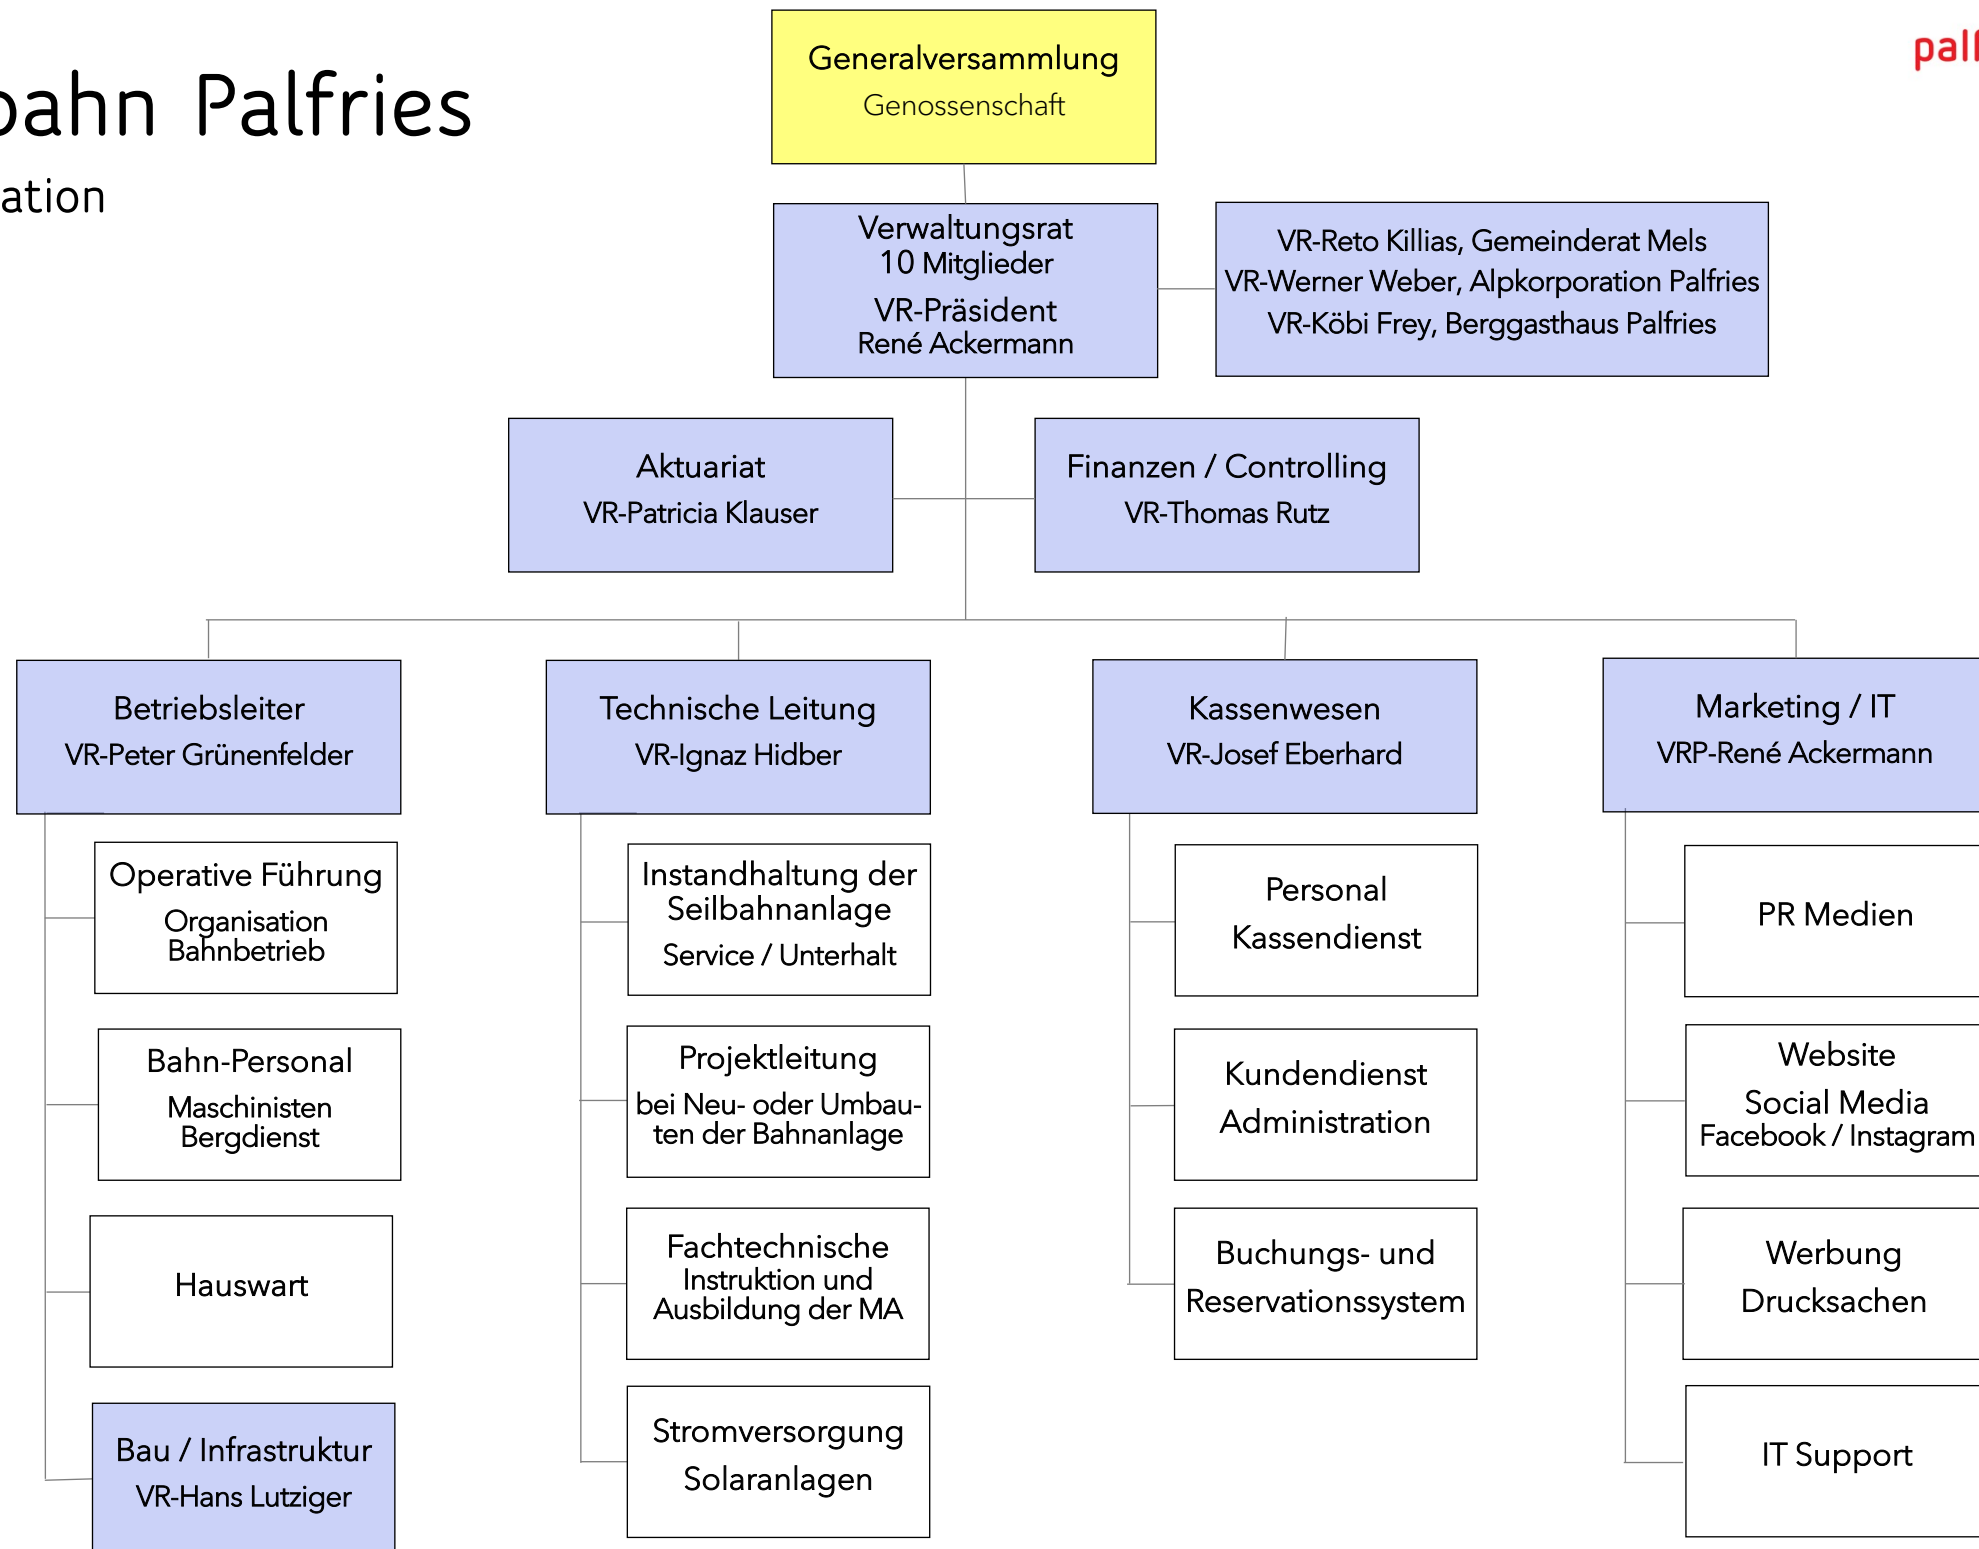 bahn Palfries
ation
palf
Generalversammlung
Genossenschaft
Verwaltungsrat
10 Mitglieder
VR-Präsident
René Ackermann
VR-Reto Killias, Gemeinderat Mels
VR-Werner Weber, Alpkorporation Palfries
VR-Köbi Frey, Berggasthaus Palfries
Aktuariat
VR-Patricia Klauser
Finanzen / Controlling
VR-Thomas Rutz
Betriebsleiter
VR-Peter Grünenfelder
Operative Führung
Organisation
Bahnbetrieb
Bahn-Personal
Maschinisten
Bergdienst
Hauswart
Bau / Infrastruktur
VR-Hans Lutziger
Technische Leitung
VR-Ignaz Hidber
Instandhaltung der
Seilbahnanlage
Service / Unterhalt
Projektleitung
bei Neu- oder Umbau-
ten der Bahnanlage
Fachtechnische
Instruktion und
Ausbildung der MA
Stromversorgung
Solaranlagen
Kassenwesen
VR-Josef Eberhard
Personal
Kassendienst
Kundendienst
Administration
Buchungs- und
Reservationssystem
Marketing / IT
VRP-René Ackermann
PR Medien
Website
Social Media
Facebook / Instagram
Werbung
Drucksachen
IT Support